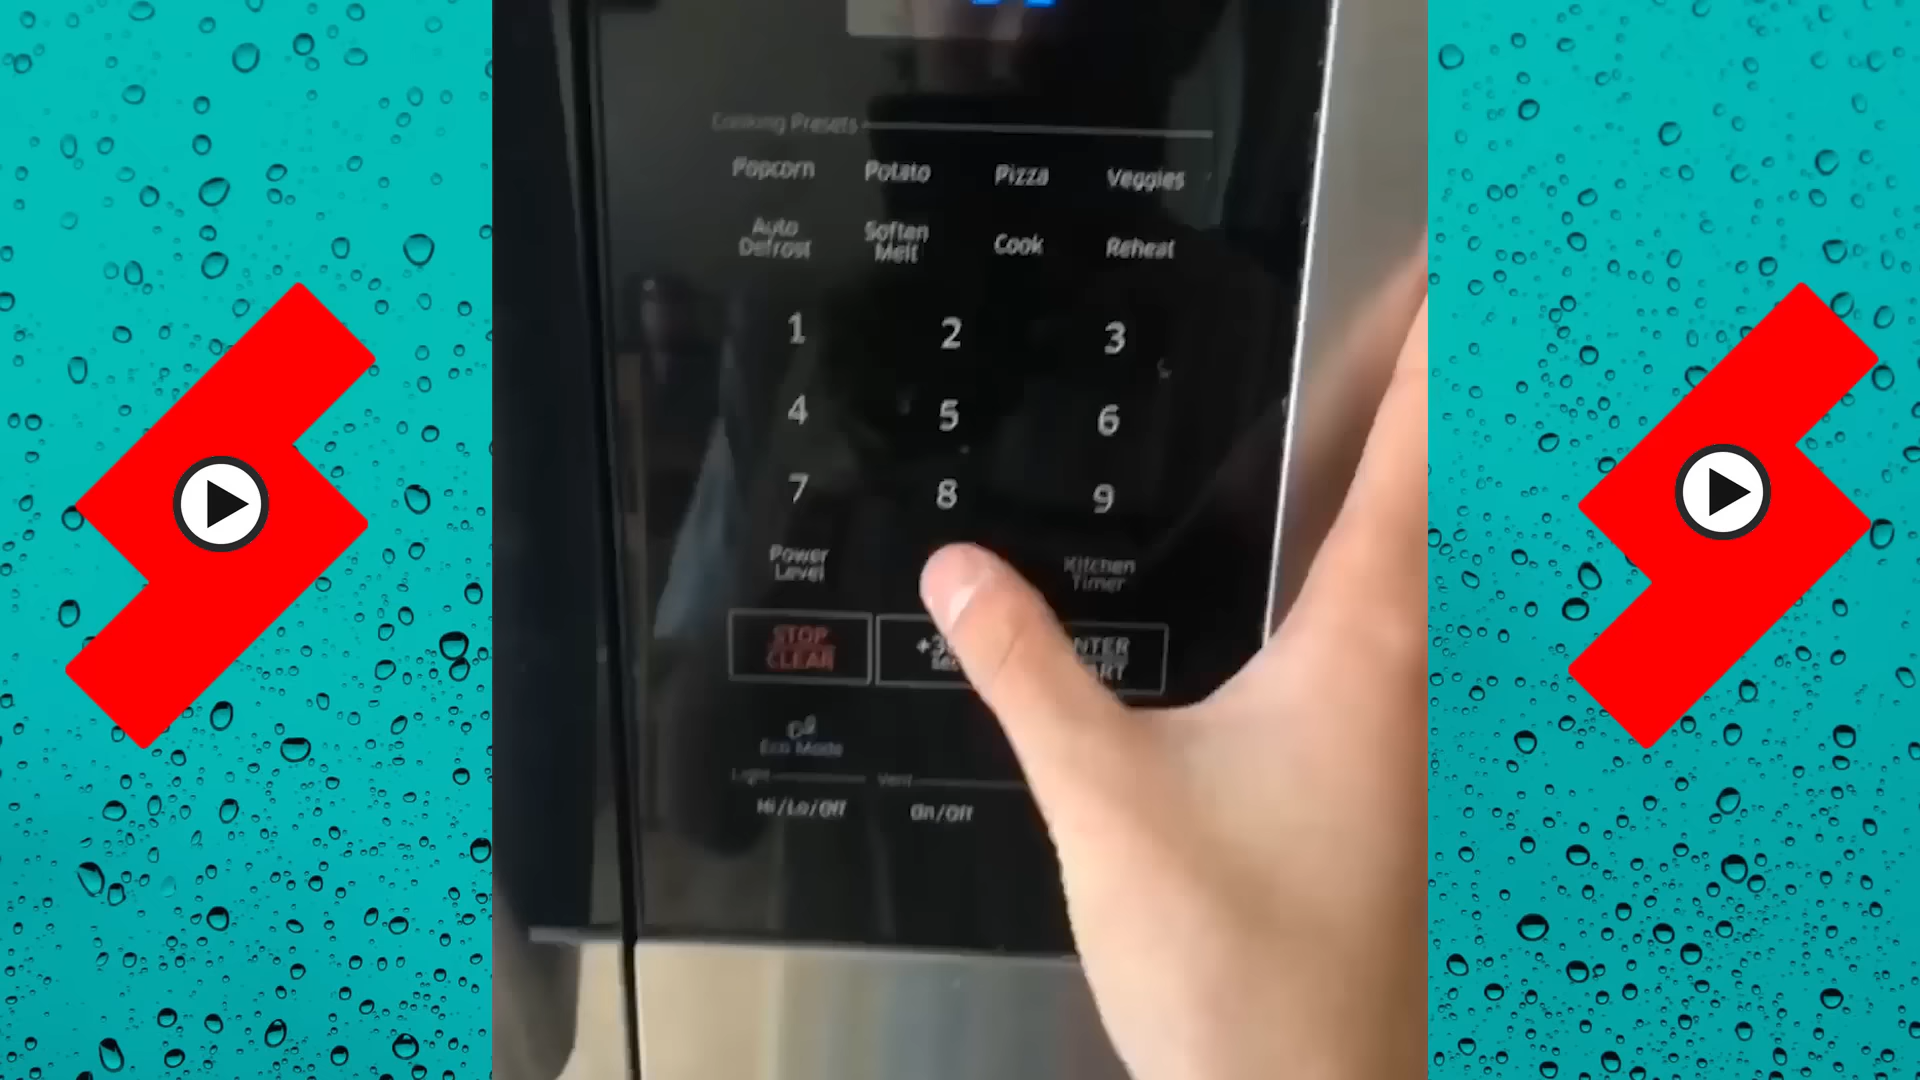 Cooking Presets
Popcorn Potato Pizza Veggies
Auto Defrost Soften Melt Cook Reheat
1 2 3
4 5 6
7 8 9
Power Level Kitchen Timer
STOP CLEAR
Eco Mode
Light Vent
Hi/Lo/Off On/Off